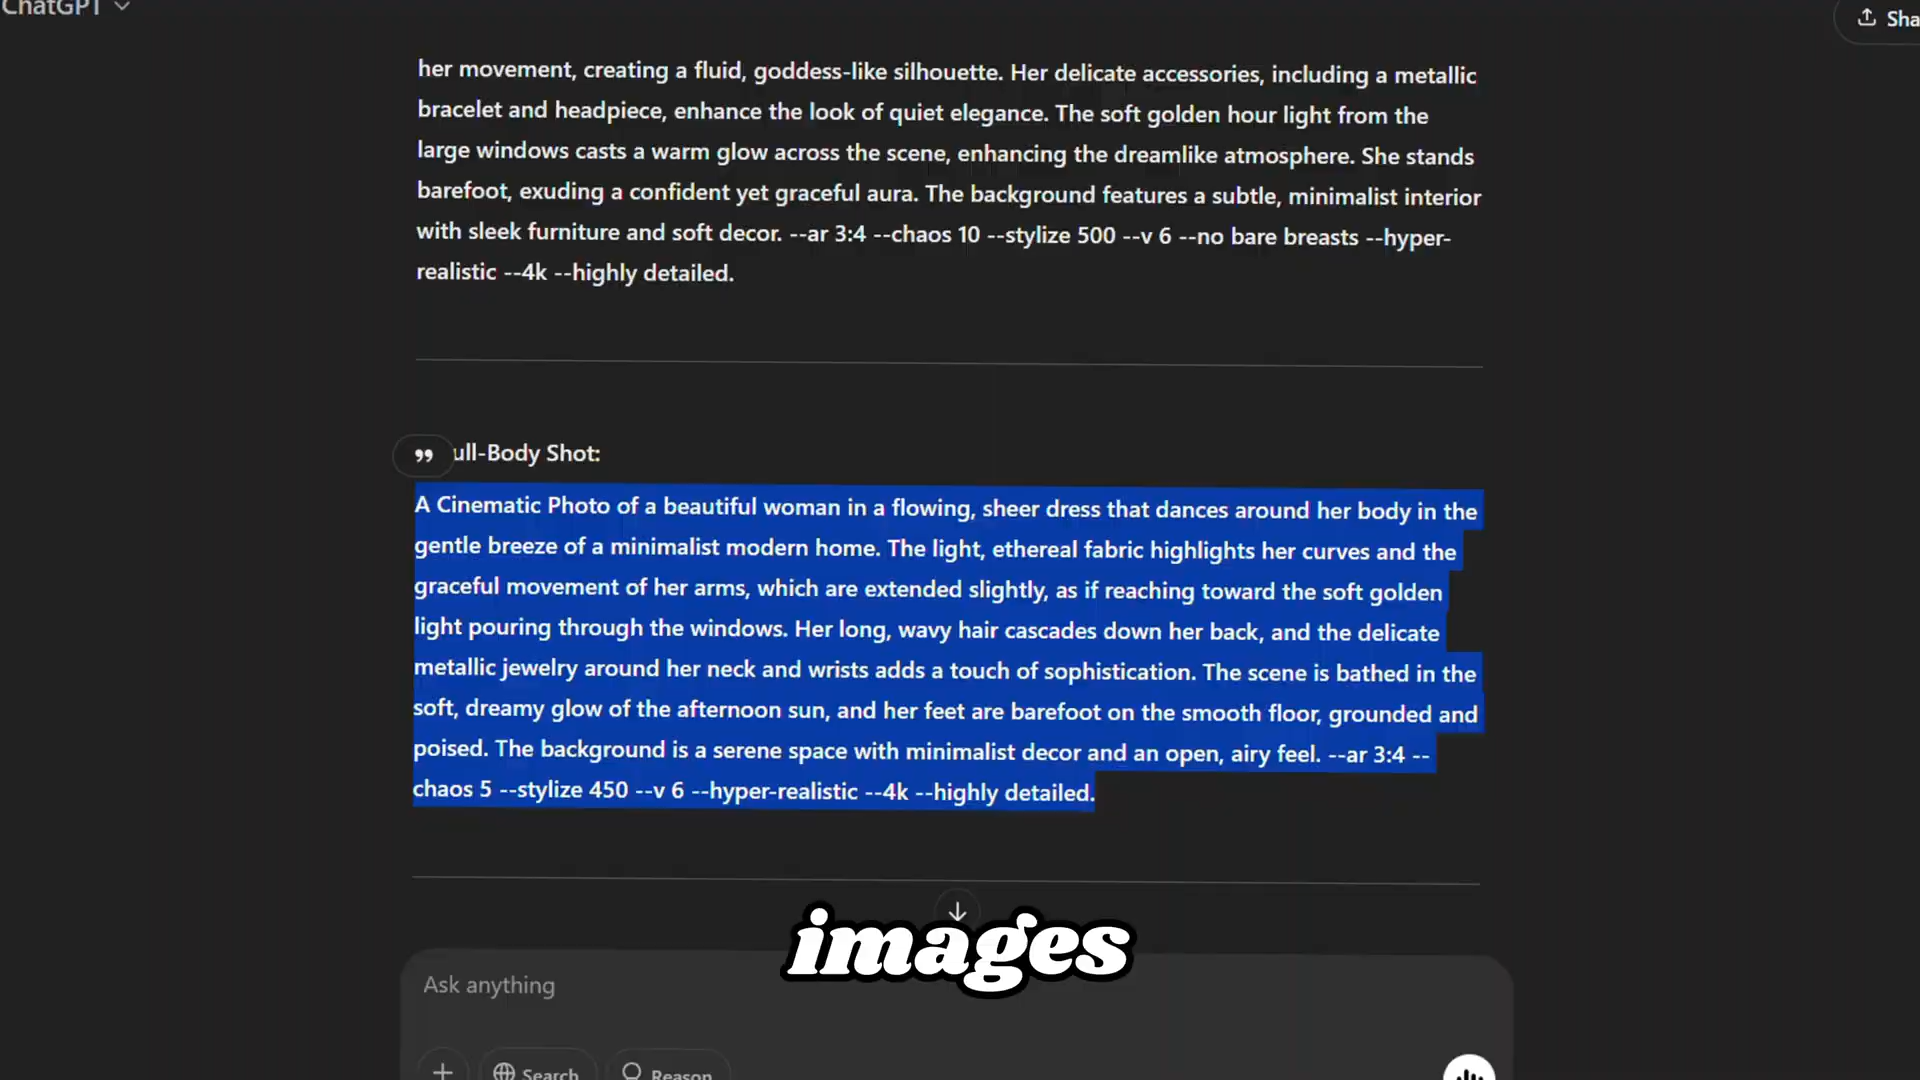 ChatGPT
Sha
her movement, creating a fluid, goddess-like silhouette. Her delicate accessories, including a metallic
bracelet and headpiece, enhance the look of quiet elegance. The soft golden hour light from the
large windows casts a warm glow across the scene, enhancing the dreamlike atmosphere. She stands
barefoot, exuding a confident yet graceful aura. The background features a subtle, minimalist interior
with sleek furniture and soft decor. --ar 3:4 --chaos 10 --stylize 500 --v 6 --no bare breasts --hyper-
realistic --4k --highly detailed.
ull-Body Shot:
A Cinematic Photo of a beautiful woman in a flowing, sheer dress that dances around her body in the
gentle breeze of a minimalist modern home. The light, ethereal fabric highlights her curves and the
graceful movement of her arms, which are extended slightly, as if reaching toward the soft golden
light pouring through the windows. Her long, wavy hair cascades down her back, and the delicate
metallic jewelry around her neck and wrists adds a touch of sophistication. The scene is bathed in the
soft, dreamy glow of the afternoon sun, and her feet are barefoot on the smooth floor, grounded and
poised. The background is a serene space with minimalist decor and an open, airy feel. --ar 3:4 --
chaos 5 --stylize 450 --v 6 --hyper-realistic --4k --highly detailed.
images
Ask anything
Search
Reason